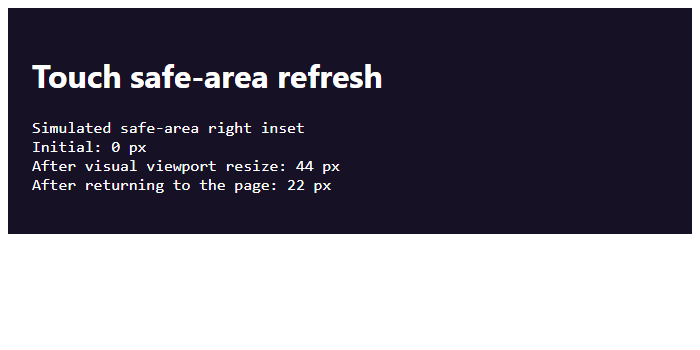 Touch safe-area refresh
Simulated safe-area right inset
Initial: 0 px
After visual viewport resize: 44 px
After returning to the page: 22 px